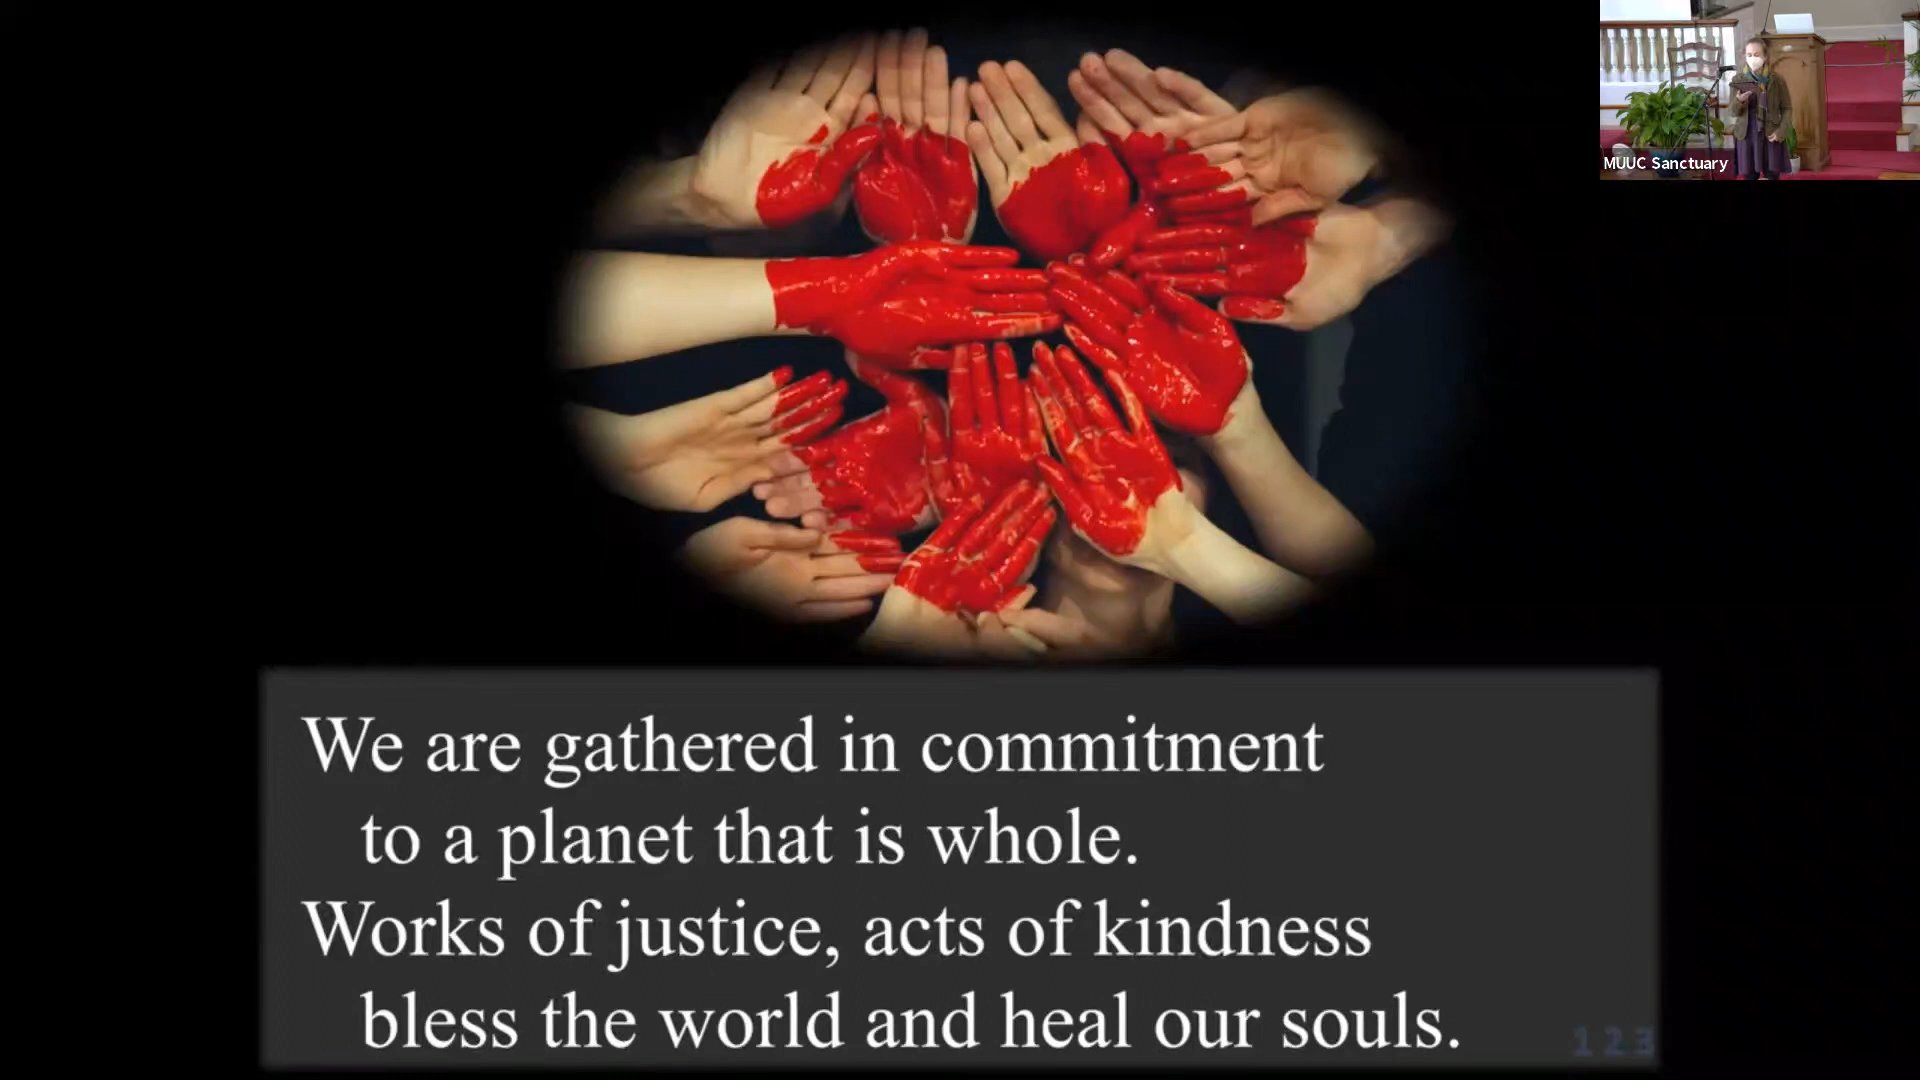 MUUC Sanctuary
We are gathered in commitment
to a planet that is whole.
Works of justice, acts of kindness
bless the world and heal our souls.
1 2 3